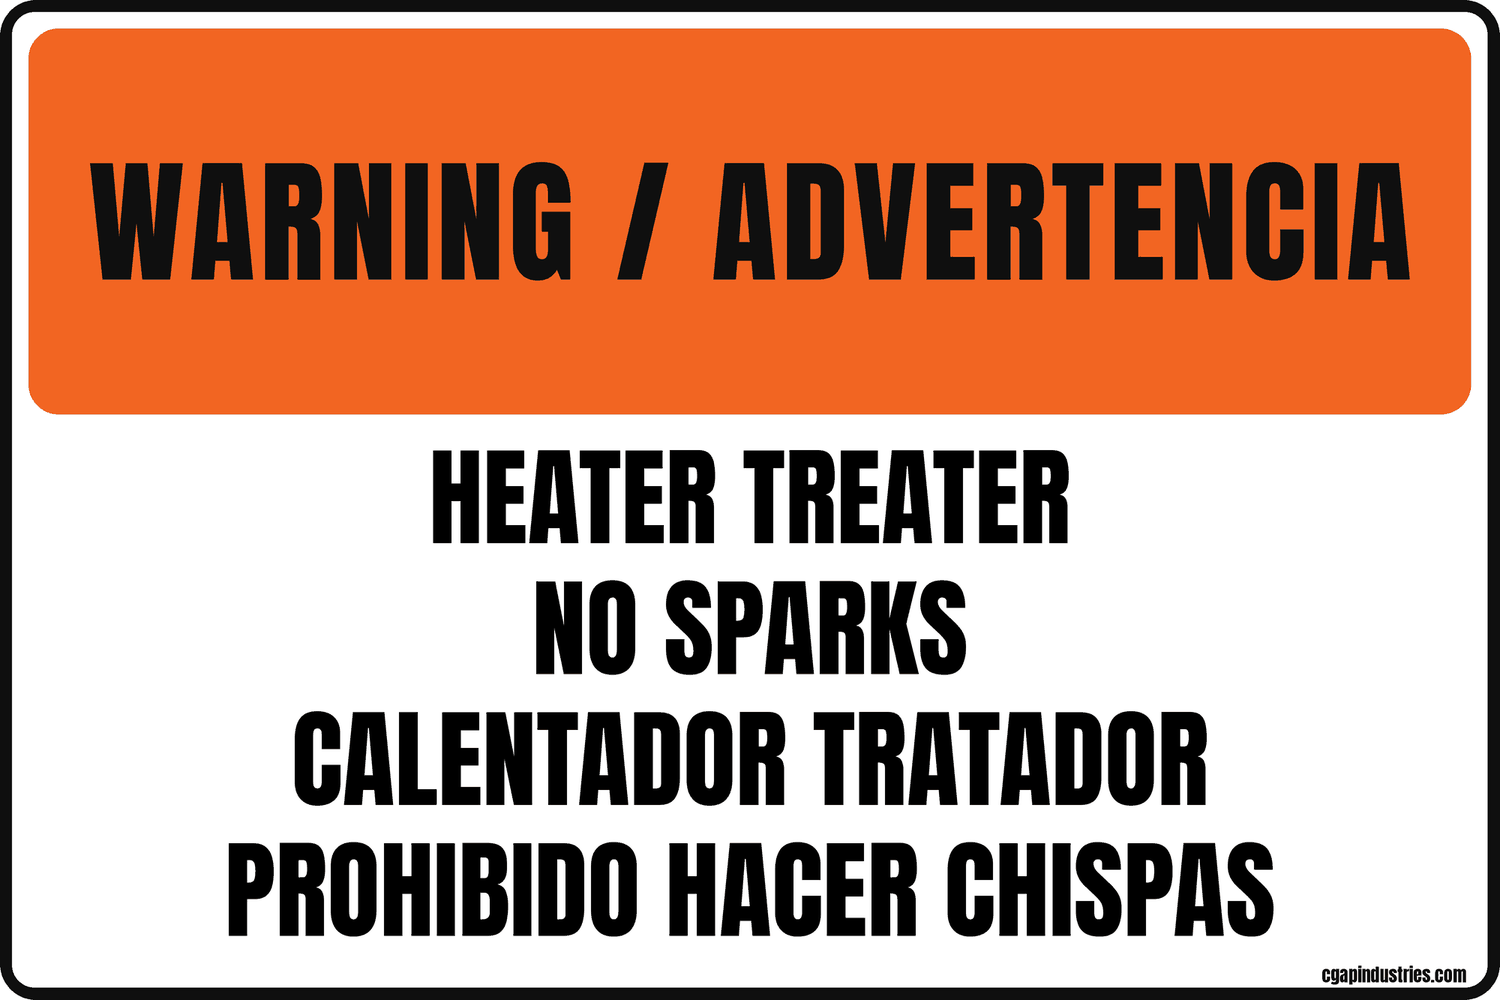 WARNING / ADVERTENCIA
HEATER TREATER
NO SPARKS
CALENTADOR TRATADOR
PROHIBIDO HACER CHISPAS
cgapindustries.com